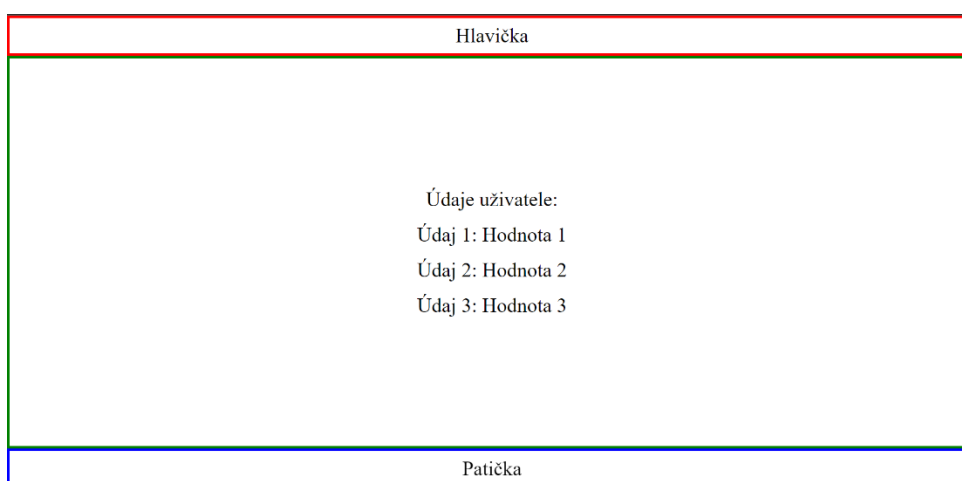 Hlavička
Údaje uživatele:
Údaj 1: Hodnota 1
Údaj 2: Hodnota 2
Údaj 3: Hodnota 3
Patička